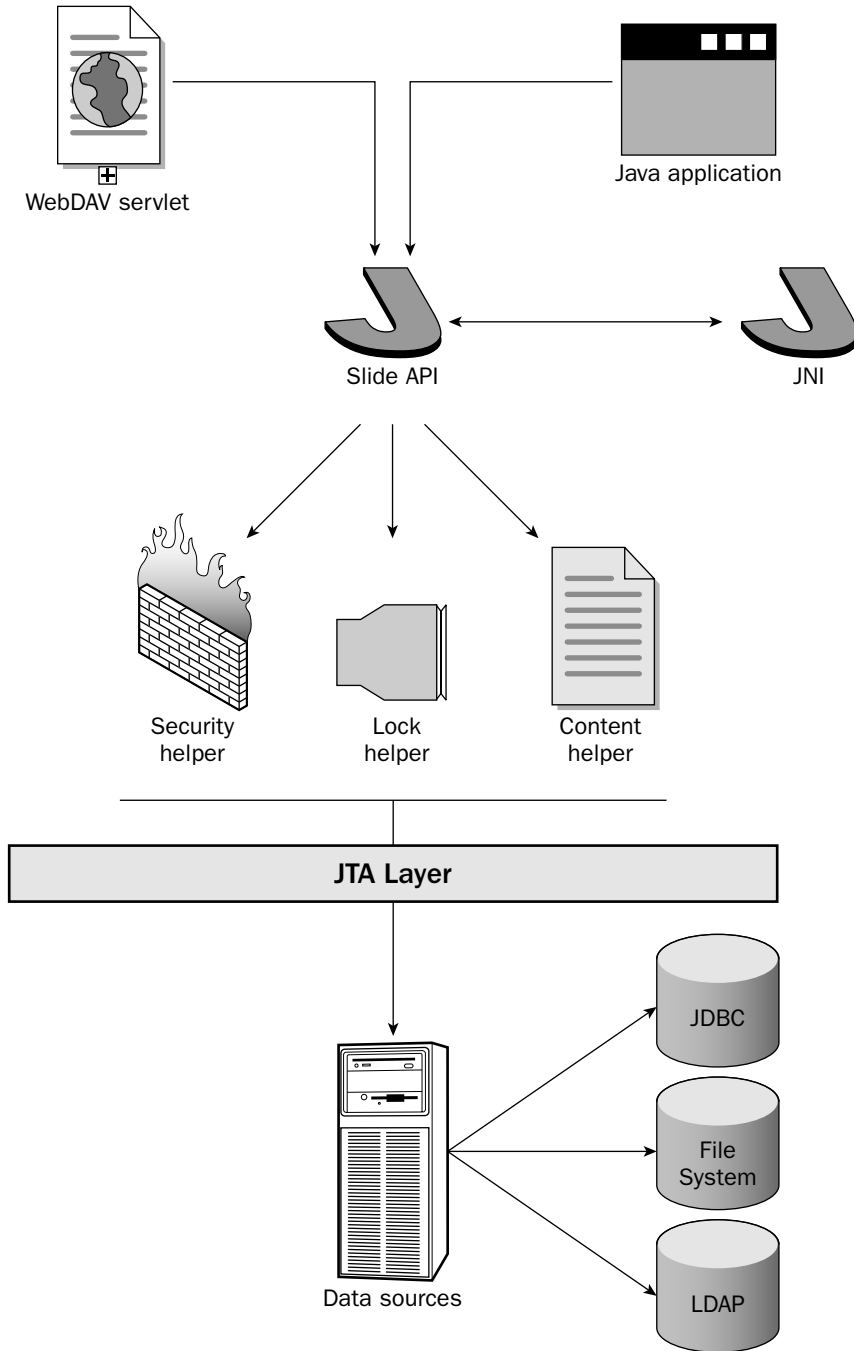 WebDAV servlet
Java application
Slide API
JNI
Security
helper
Lock
helper
Content
helper
JTA Layer
JDBC
File
System
LDAP
Data sources